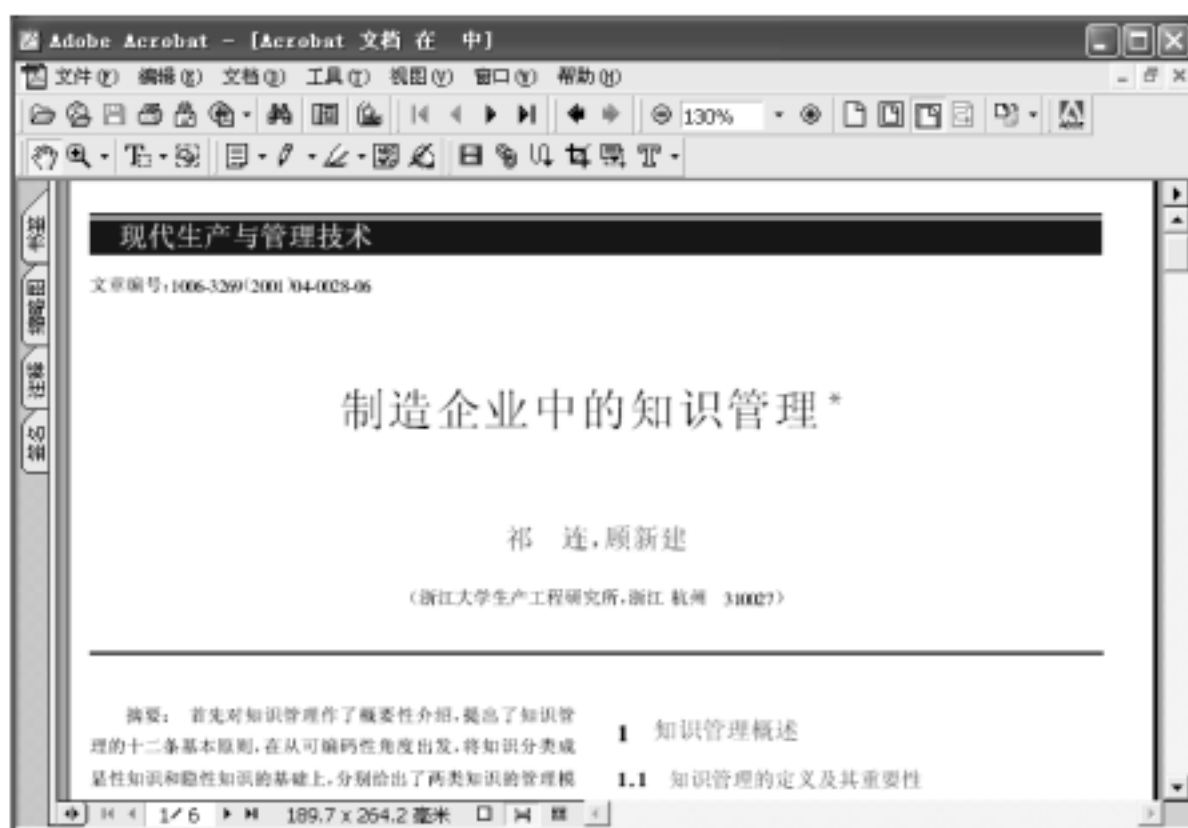 Adobe Acrobat - [Acrobat 文档 在 中]
文件(F) 编辑(E) 文档(D) 工具(T) 视图(V) 窗口(W) 帮助(H)
130%
书签
缩略图
注释
签名
现代生产与管理技术
文章编号:1006-3269(2001)04-0028-06
制造企业中的知识管理*
祁 连,顾新建
(浙江大学生产工程研究所,浙江 杭州 310027)
摘要: 首先对知识管理作了概要性介绍,提出了知识管
理的十二条基本原则,在从可编码性角度出发,将知识分类成
显性知识和隐性知识的基础上,分别给出了两类知识的管理模
1 知识管理概述
1.1 知识管理的定义及其重要性
1/6 189.7 x 264.2 毫米